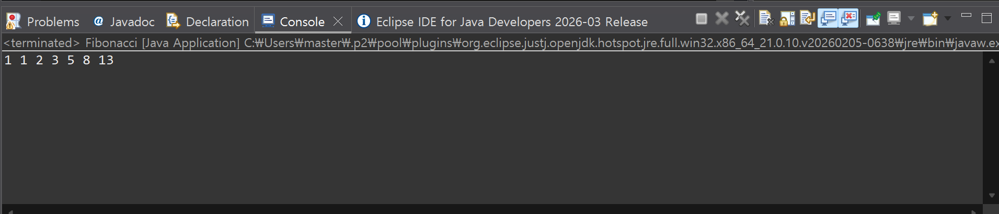 Problems @ Javadoc Declaration Console Eclipse IDE for Java Developers 2026-03 Release
<terminated> Fibonacci [Java Application] C:₩Users₩master₩.p2₩pool₩plugins₩org.eclipse.justj.openjdk.hotspot.jre.full.win32.x86_64_21.0.10.v20260205-0638₩jre₩bin₩javaw.ex
1 1 2 3 5 8 13